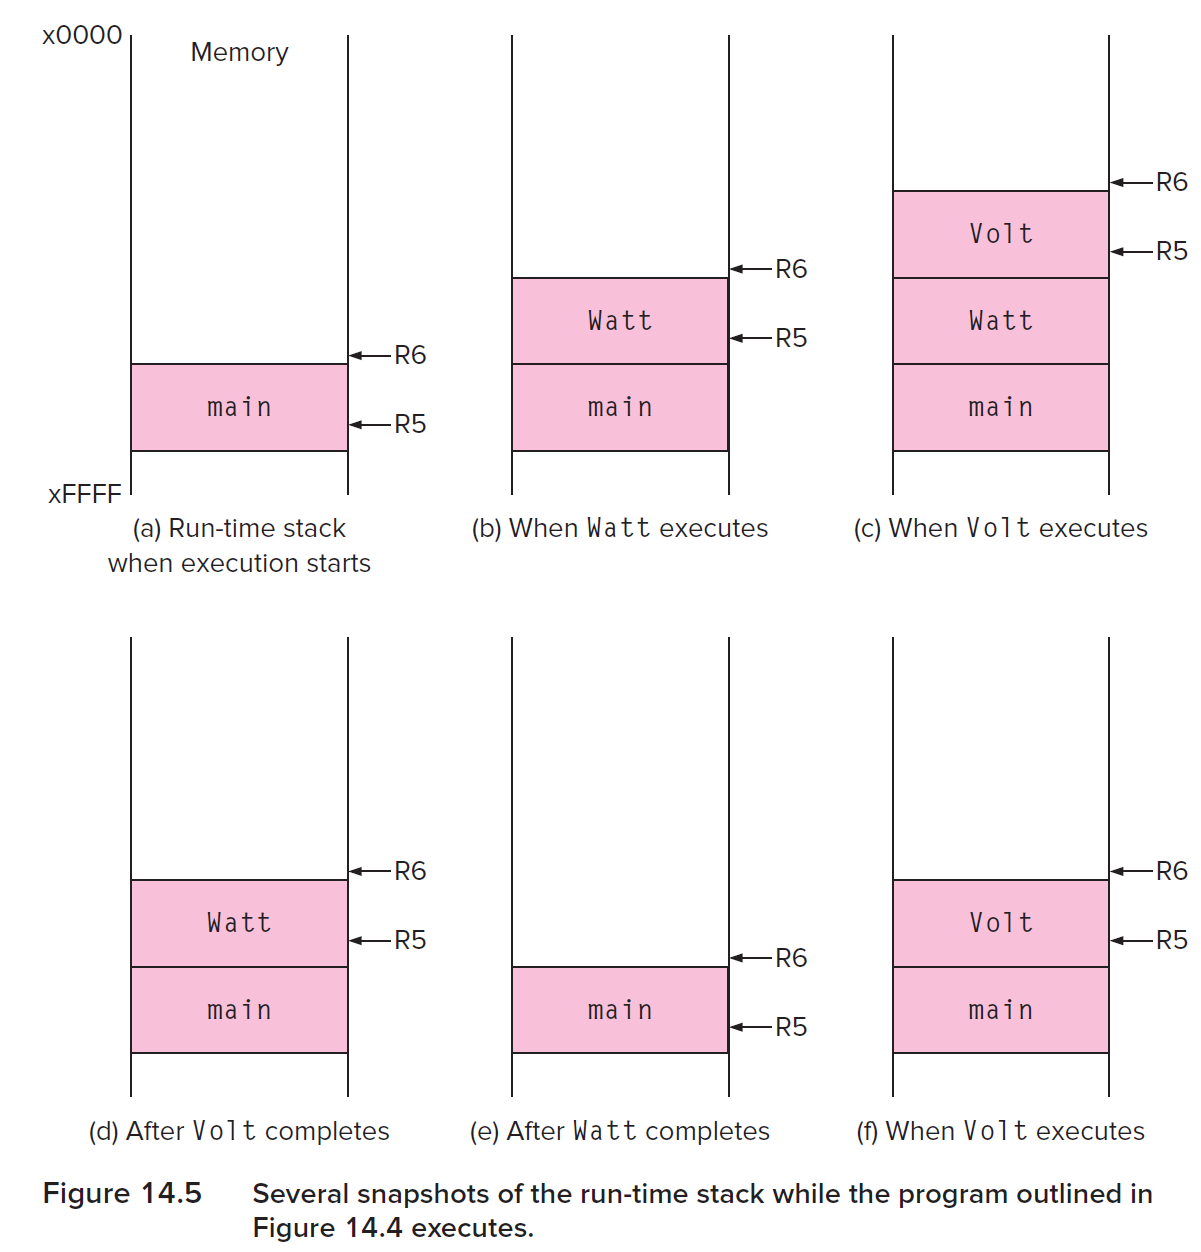 x0000
Memory
R6
Volt
R5
R6
Watt
R5
Watt
R6
main
R5
main
main
xFFFF
(a) Run-time stack
when execution starts
(b) When Watt executes
(c) When Volt executes
R6
Watt
R5
main
R6
main
R5
R6
Volt
R5
main
(d) After Volt completes
(e) After Watt completes
(f) When Volt executes
Figure 14.5 Several snapshots of the run-time stack while the program outlined in
Figure 14.4 executes.